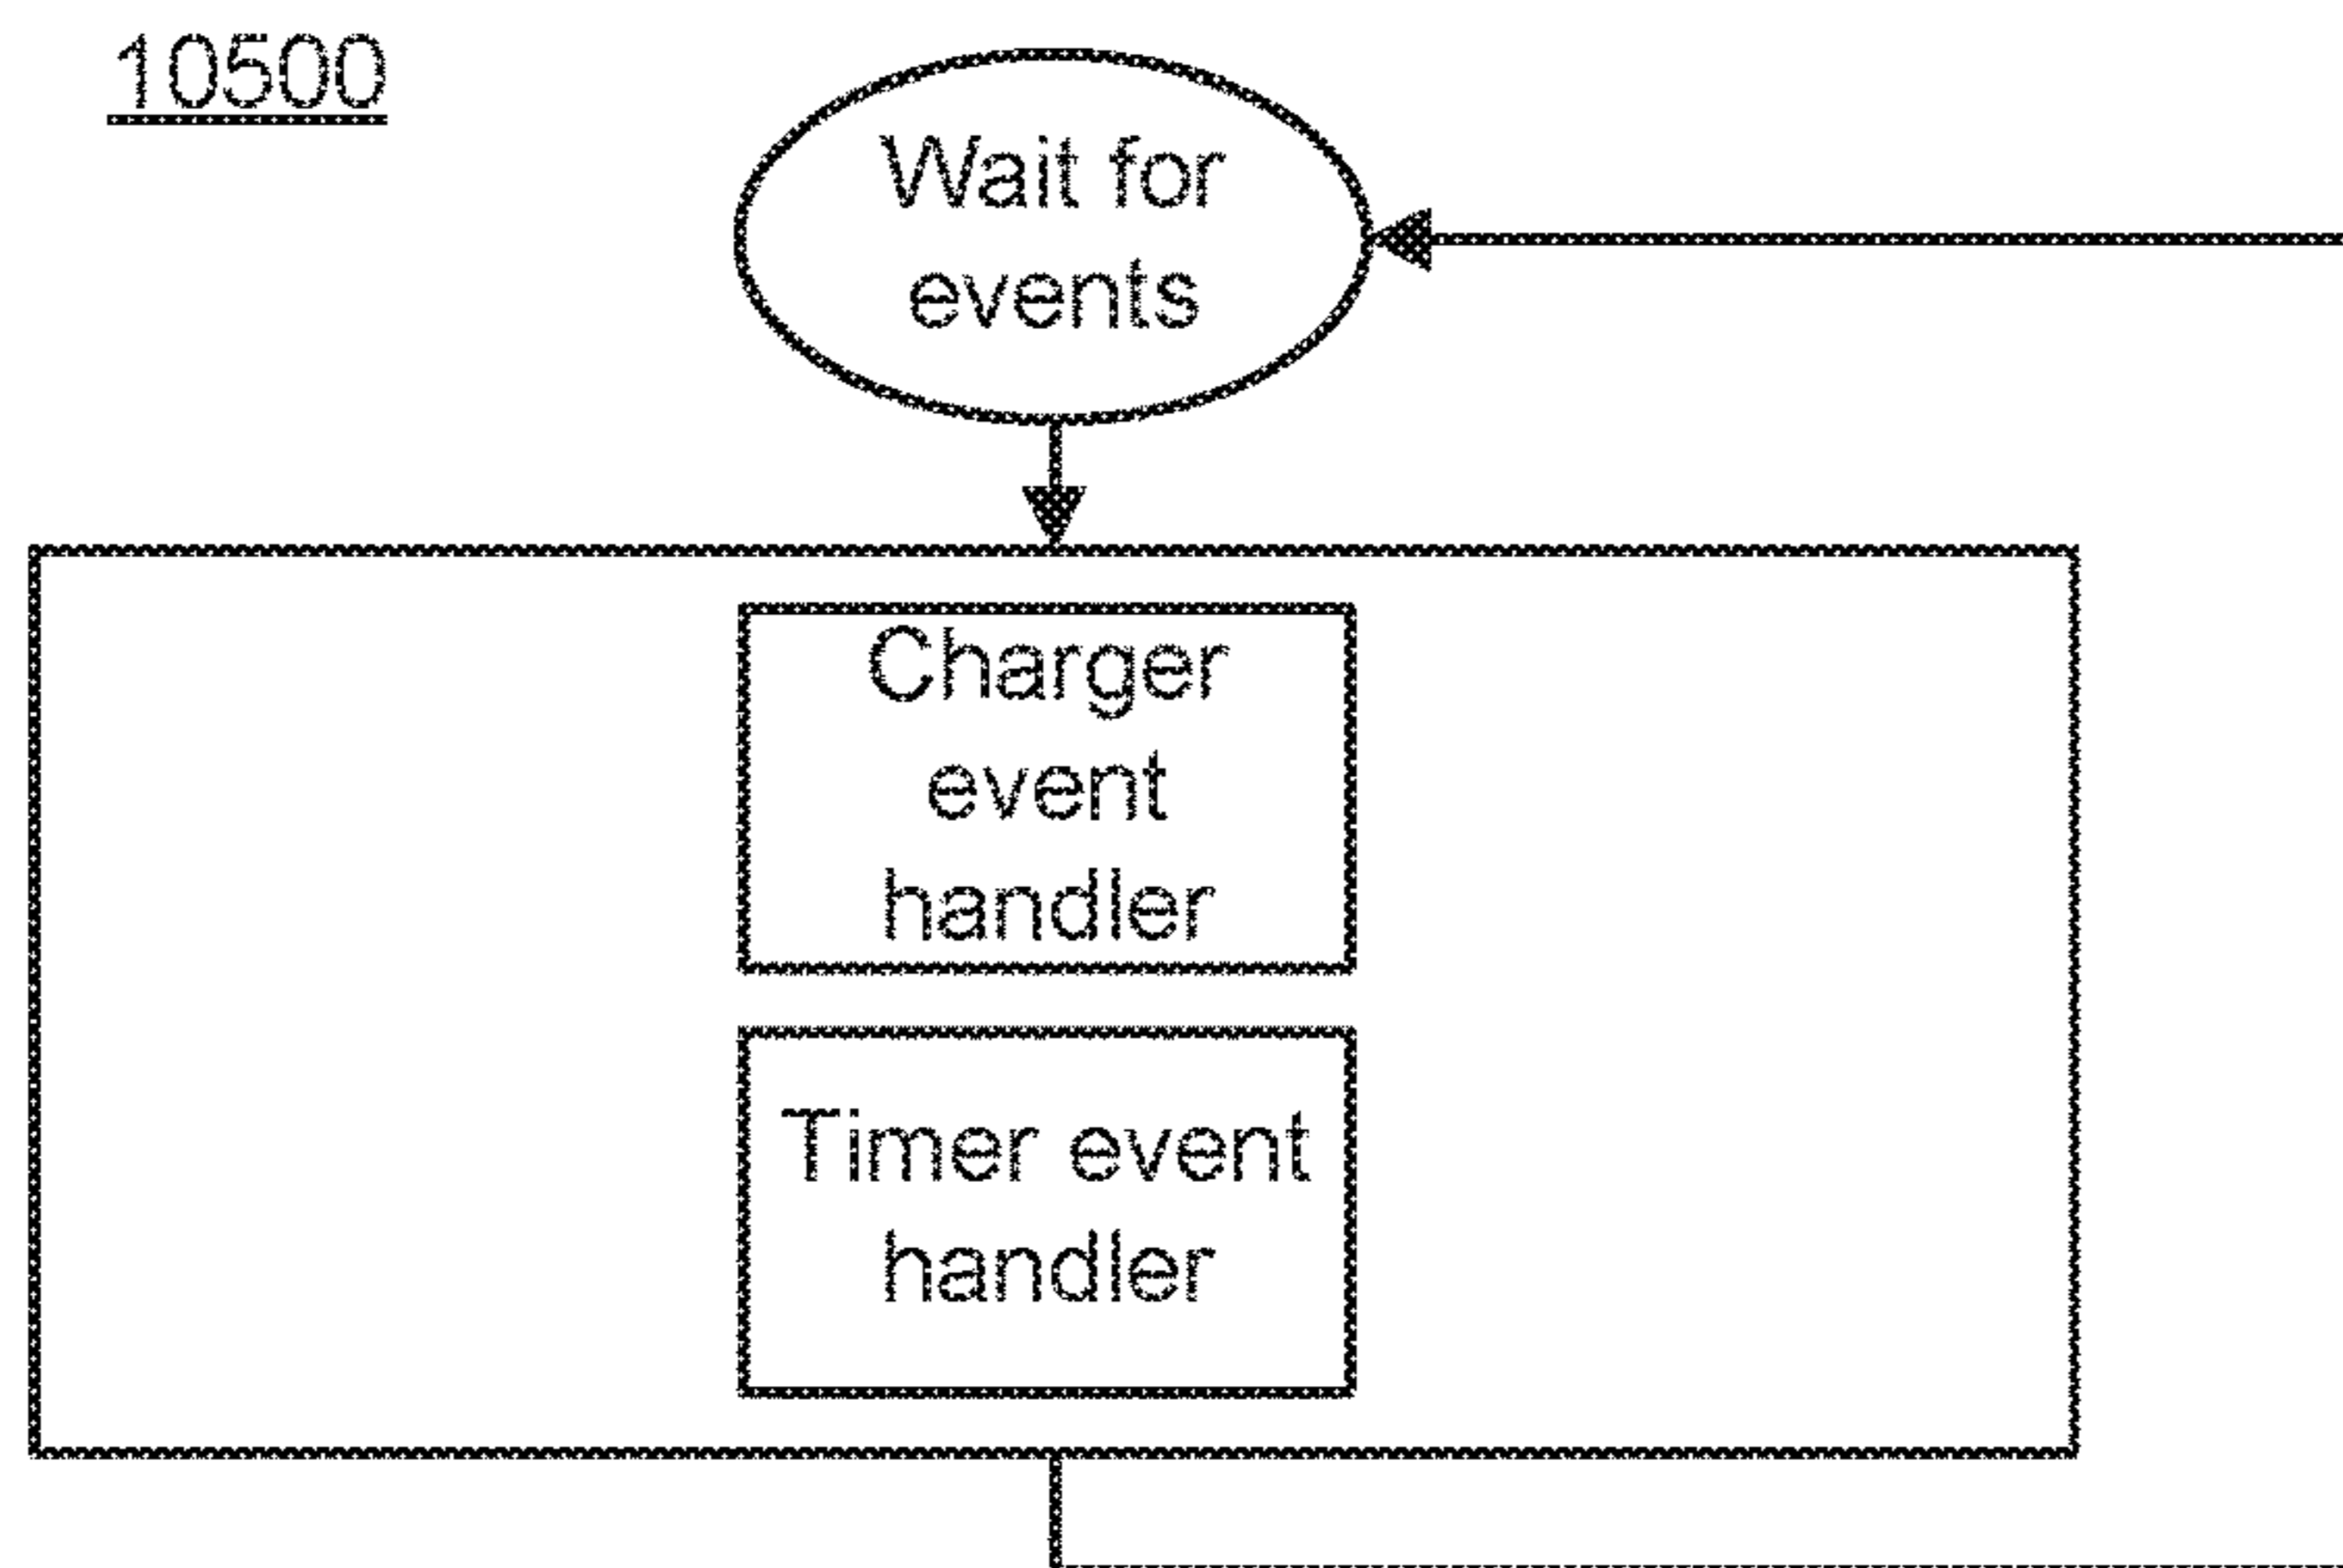 10500
Wait for
events
Charger
event
handler
Timer event
handler